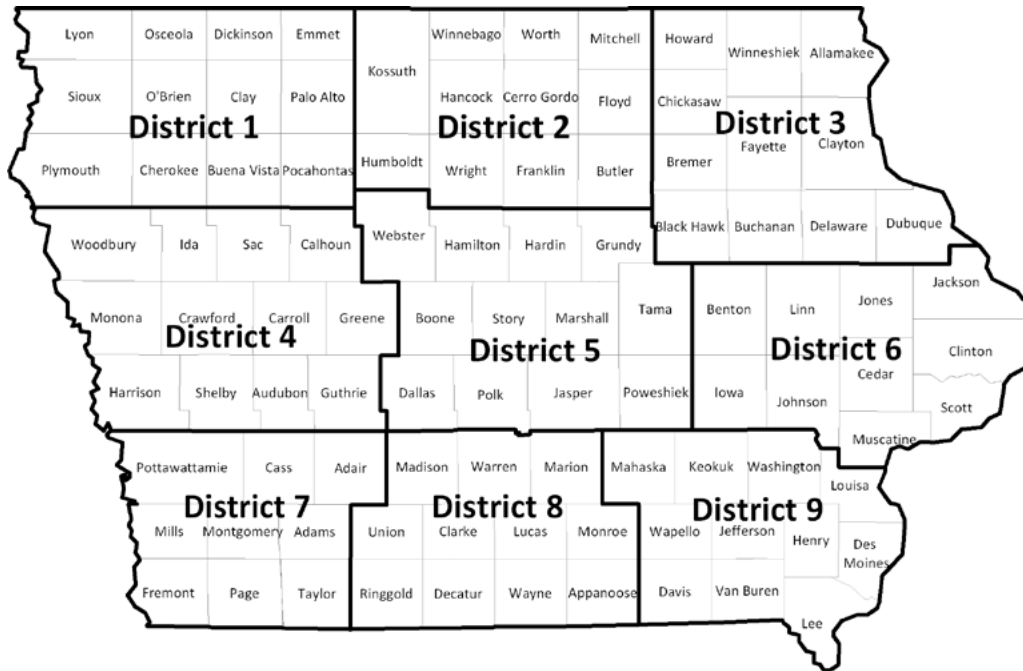 Lyon Osceola Dickinson Emmet Winnebago Worth Mitchell Howard Winneshiek Allamakee
Kossuth
Sioux O'Brien Clay Palo Alto Hancock Cerro Gordo Floyd Chickasaw
District 1 District 2 District 3
Fayette Clayton
Plymouth Cherokee Buena Vista Pocahontas Humboldt Wright Franklin Butler Bremer
Woodbury Ida Sac Calhoun Webster Hamilton Hardin Grundy Black Hawk Buchanan Delaware Dubuque
Jackson
Monona Crawford Carroll Greene Boone Story Marshall Tama Benton Linn Jones
District 4 District 5 District 6
Clinton
Cedar
Harrison Shelby Audubon Guthrie Dallas Polk Jasper Poweshiek Iowa Johnson Scott
Muscatine
Pottawattamie Cass Adair Madison Warren Marion Mahaska Keokuk Washington
Louisa
District 7 District 8 District 9
Mills Montgomery Adams Union Clarke Lucas Monroe Wapello Jefferson Henry Des
Moines
Fremont Page Taylor Ringgold Decatur Wayne Appanoose Davis Van Buren
Lee